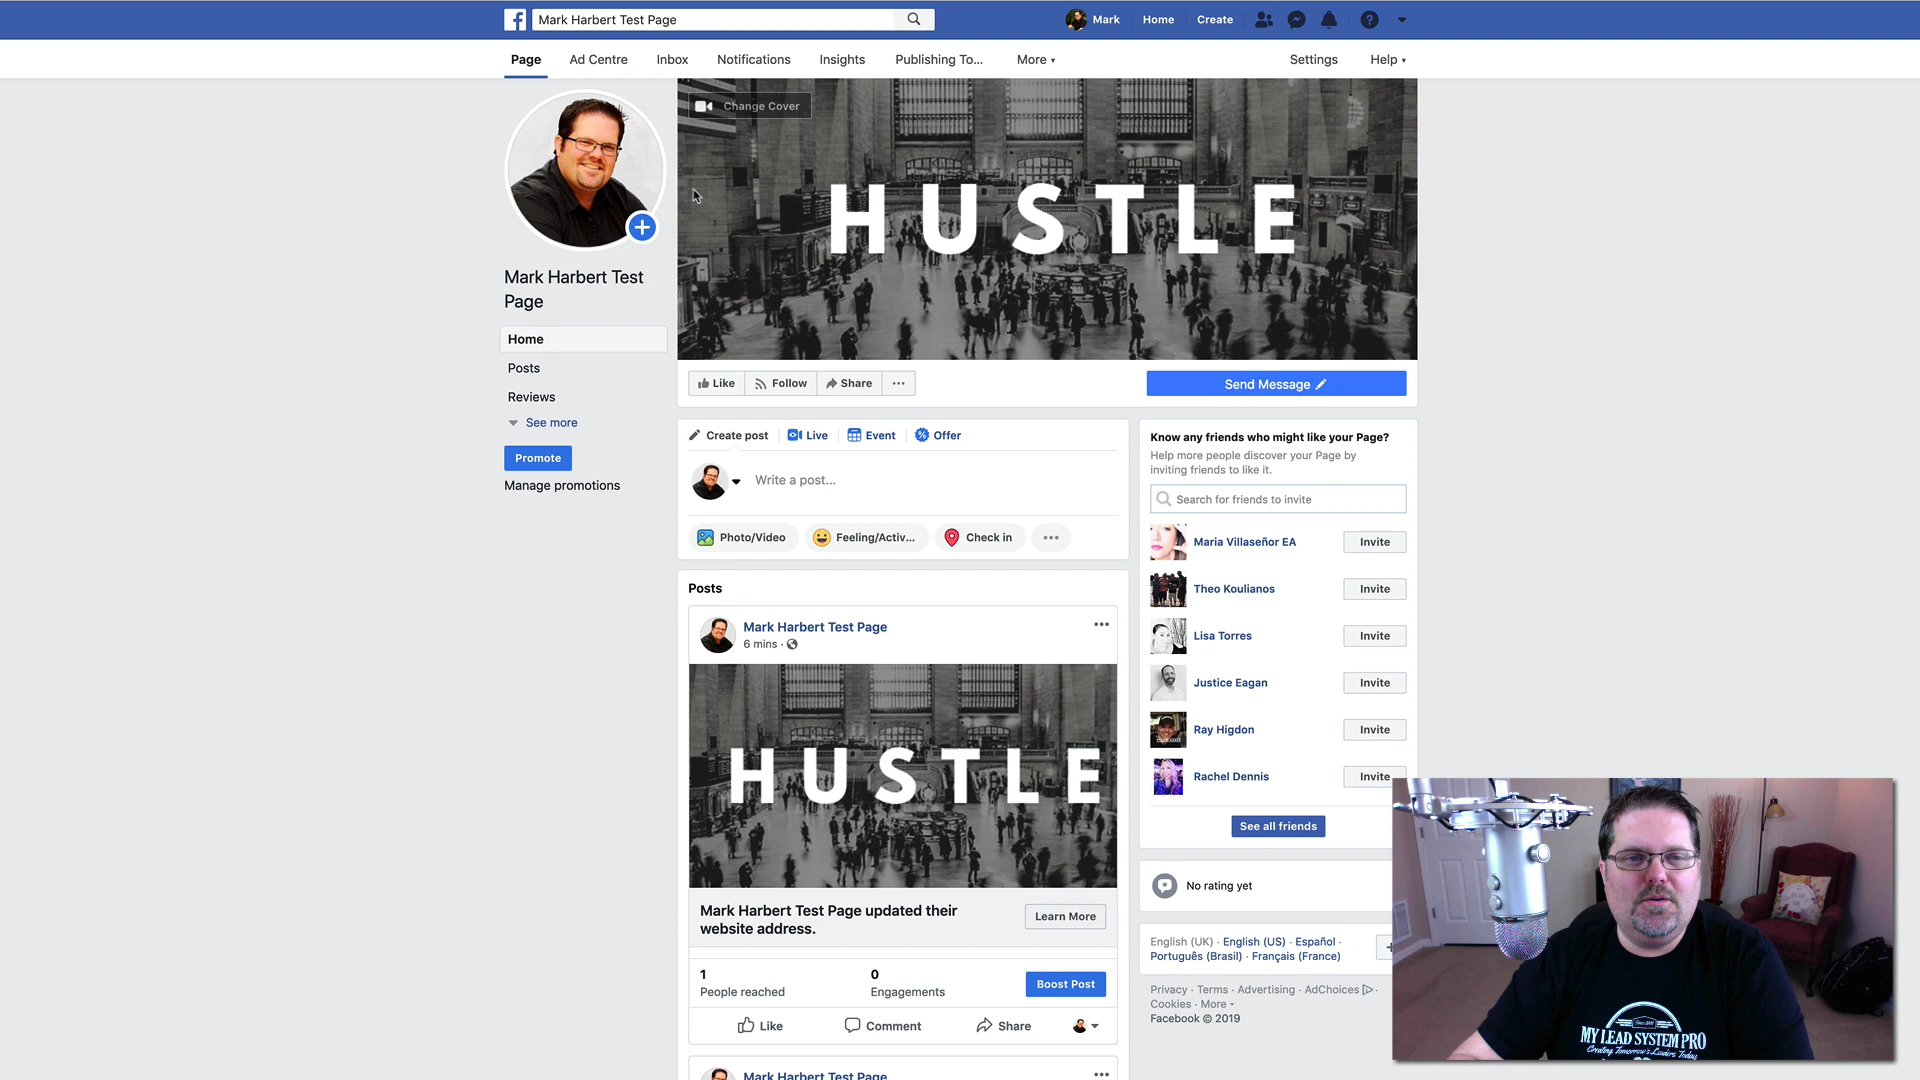 Mark Harbert Test Page
Mark
Home
Create
Page
Ad Centre
Inbox
Notifications
Insights
Publishing To...
More
Settings
Help
Change Cover
HUSTLE
Mark Harbert Test
Page
Home
Posts
Reviews
See more
Promote
Manage promotions
Like
Follow
Share
Send Message
Create post
Live
Event
Offer
Write a post...
Photo/Video
Feeling/Activ...
Check in
Posts
Mark Harbert Test Page
6 mins ·
HUSTLE
Mark Harbert Test Page updated their
website address.
Learn More
1
People reached
0
Engagements
Boost Post
Like
Comment
Share
Mark Harbert Test Page
Know any friends who might like your Page?
Help more people discover your Page by
inviting friends to like it.
Search for friends to invite
Maria Villaseñor EA
Invite
Theo Koulianos
Invite
Lisa Torres
Invite
Justice Eagan
Invite
Ray Higdon
Invite
Rachel Dennis
Invite
See all friends
No rating yet
English (UK) · English (US) · Español ·
Português (Brasil) · Français (France)
Privacy · Terms · Advertising · AdChoices ·
Cookies · More
Facebook © 2019
MY LEAD SYSTEM PRO
Creating Tomorrow's Leaders Today